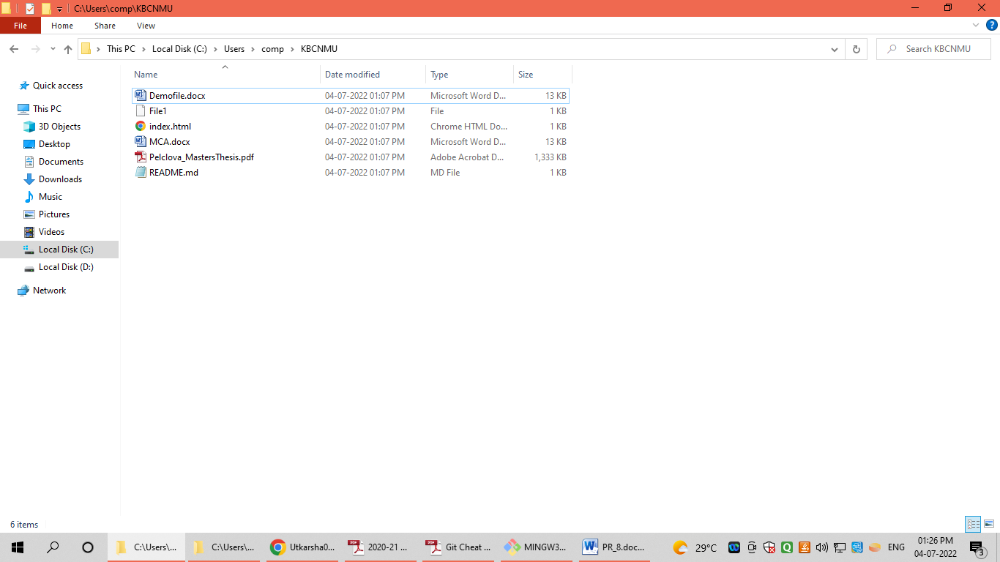 C:\Users\comp\KBCNMU
File Home Share View
This PC Local Disk (C:) Users comp KBCNMU Search KBCNMU
Name Date modified Type Size
Quick access
This PC
3D Objects
Desktop
Documents
Downloads
Music
Pictures
Videos
Local Disk (C:)
Local Disk (D:)
Network
Demofile.docx 04-07-2022 01:07 PM Microsoft Word D... 13 KB
File1 04-07-2022 01:07 PM File 1 KB
index.html 04-07-2022 01:07 PM Chrome HTML Do... 1 KB
MCA.docx 04-07-2022 01:07 PM Microsoft Word D... 13 KB
Pelclova_MastersThesis.pdf 04-07-2022 01:07 PM Adobe Acrobat D... 1,333 KB
README.md 04-07-2022 01:07 PM MD File 1 KB
6 items
C:\Users\... C:\Users\... Utkarsha0... 2020-21 ... Git Cheat ... MINGW3... PR_8.doc... 29°C ENG 01:26 PM
04-07-2022 3